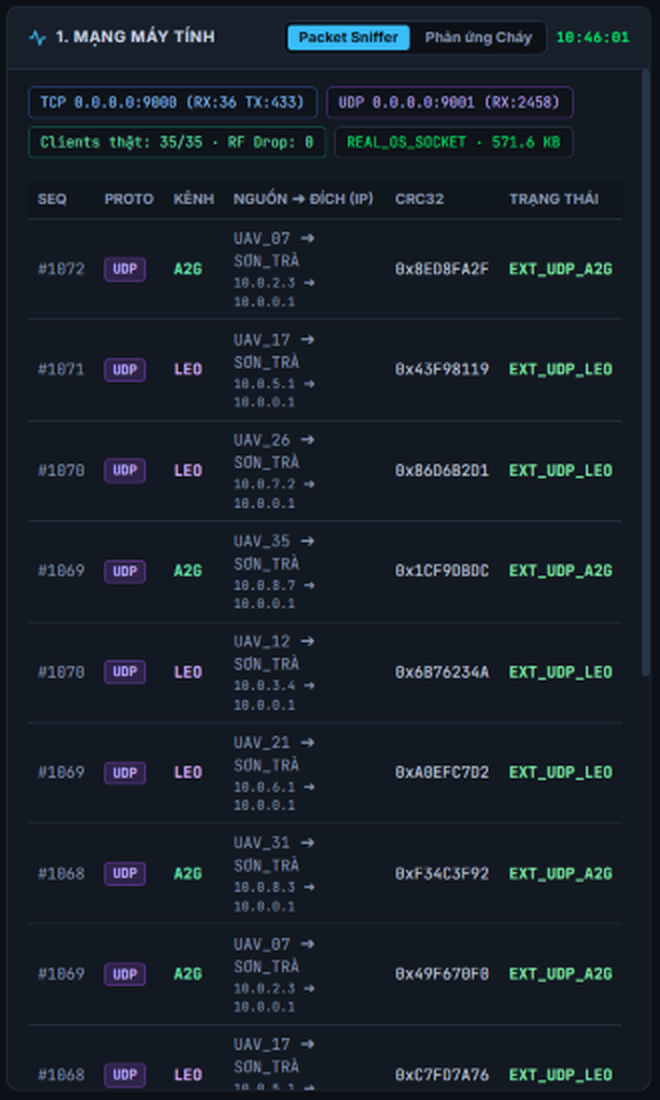 1. MẠNG MÁY TÍNH
Packet Sniffer
Phản ứng Cháy
10:46:01
TCP 0.0.0.0:9000 (RX:36 TX:433)
UDP 0.0.0.0:9001 (RX:2458)
Clients thật: 35/35 · RF Drop: 0
REAL_OS_SOCKET · 571.6 KB
SEQ PROTO KÊNH NGUỒN ➔ ĐÍCH (IP) CRC32 TRẠNG THÁI
UAV_07 ➔
SƠN_TRÀ
#1072 UDP A2G 0x8ED8FA2F EXT_UDP_A2G
10.0.2.3 ➔
10.0.0.1
UAV_17 ➔
SƠN_TRÀ
#1071 UDP LEO 0x43F98119 EXT_UDP_LEO
10.0.5.1 ➔
10.0.0.1
UAV_26 ➔
SƠN_TRÀ
#1070 UDP LEO 0x86D6B2D1 EXT_UDP_LEO
10.0.7.2 ➔
10.0.0.1
UAV_35 ➔
SƠN_TRÀ
#1069 UDP A2G 0x1CF9DBDC EXT_UDP_A2G
10.0.8.7 ➔
10.0.0.1
UAV_12 ➔
SƠN_TRÀ
#1070 UDP LEO 0x6B76234A EXT_UDP_LEO
10.0.3.4 ➔
10.0.0.1
UAV_21 ➔
SƠN_TRÀ
#1069 UDP LEO 0xA0EFC7D2 EXT_UDP_LEO
10.0.6.1 ➔
10.0.0.1
UAV_31 ➔
SƠN_TRÀ
#1068 UDP A2G 0xF34C3F92 EXT_UDP_A2G
10.0.8.3 ➔
10.0.0.1
UAV_07 ➔
SƠN_TRÀ
#1069 UDP A2G 0x49F670F0 EXT_UDP_A2G
10.0.2.3 ➔
10.0.0.1
UAV_17 ➔
SƠN_TRÀ
#1068 UDP LEO 0xC7FD7A76 EXT_UDP_LEO